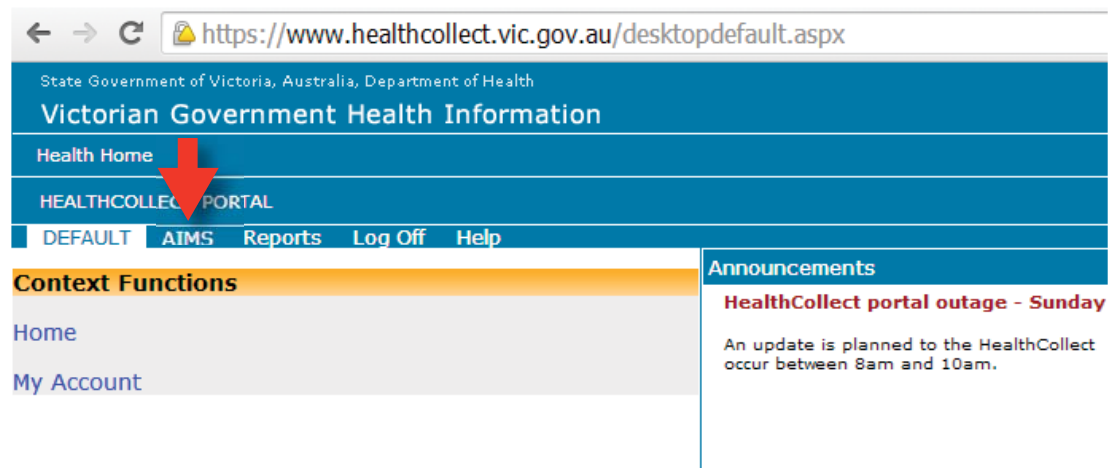 https://www.healthcollect.vic.gov.au/desktopdefault.aspx
State Government of Victoria, Australia, Department of Health
Victorian Government Health Information
Health Home
HEALTHCOLLECT PORTAL
DEFAULT AIMS Reports Log Off Help
Context Functions
Home
My Account
Announcements
HealthCollect portal outage - Sunday
An update is planned to the HealthCollect
occur between 8am and 10am.